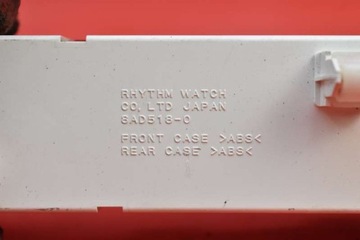 RHYTHM WATCH
CO, LTD JAPAN
8AD518-0
FRONT CASE >ABS<
REAR CASE >ABS<